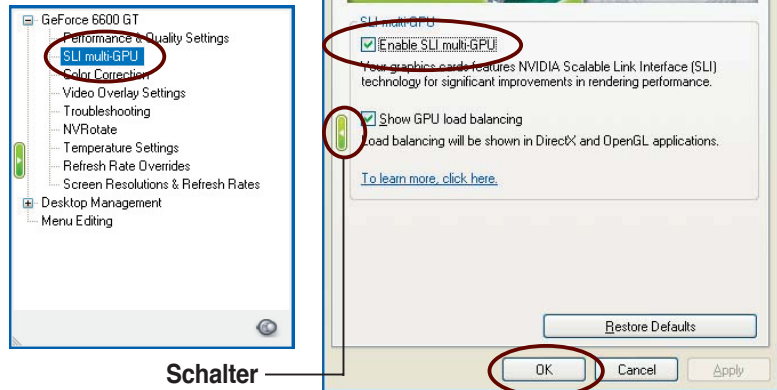 GeForce 6600 GT
Performance & Quality Settings
SLI multi-GPU
Color Correction
Video Overlay Settings
Troubleshooting
NVRotate
Temperature Settings
Refresh Rate Overrides
Screen Resolutions & Refresh Rates
Desktop Management
Menu Editing
SLI multi-GPU
Enable SLI multi-GPU
Your graphics cards features NVIDIA Scalable Link Interface (SLI)
technology for significant improvements in rendering performance.
Show GPU load balancing
Load balancing will be shown in DirectX and OpenGL applications.
To learn more, click here.
Restore Defaults
OK Cancel Apply
Schalter